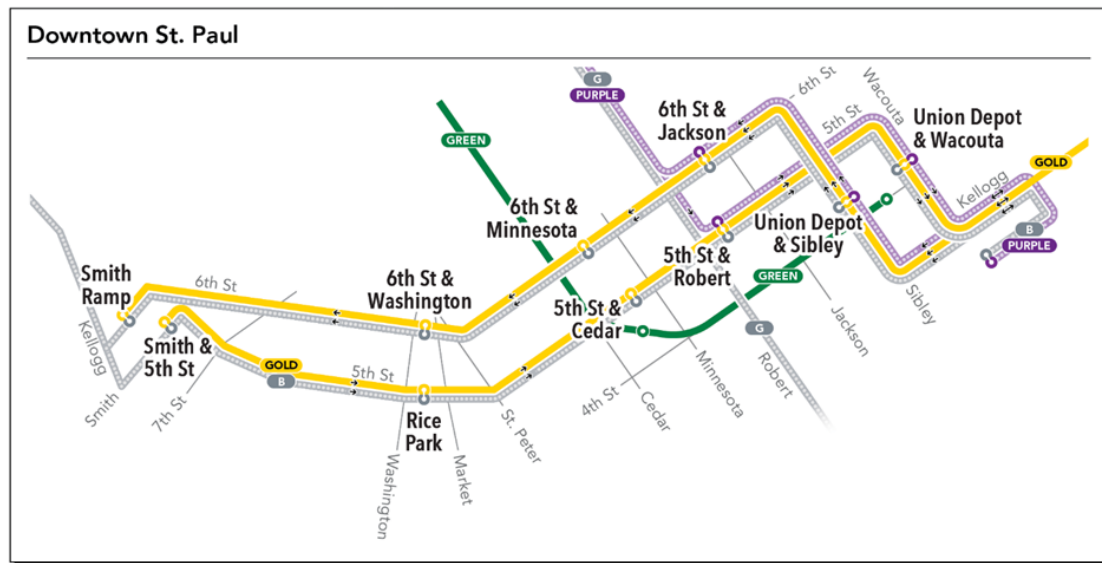 Downtown St. Paul
G
PURPLE
6th St
Wacouta
6th St &
Jackson
5th St
Union Depot
& Wacouta
GREEN
GOLD
Kellogg
6th St &
Minnesota
B
PURPLE
Union Depot
& Sibley
5th St &
Robert
GREEN
Smith
Ramp
6th St
6th St &
Washington
5th St &
Cedar
Sibley
Jackson
Kellogg
Smith &
5th St
G
GOLD
B
5th St
Robert
Minnesota
4th St
Cedar
Smith
7th St
Rice
Park
St. Peter
Market
Washington